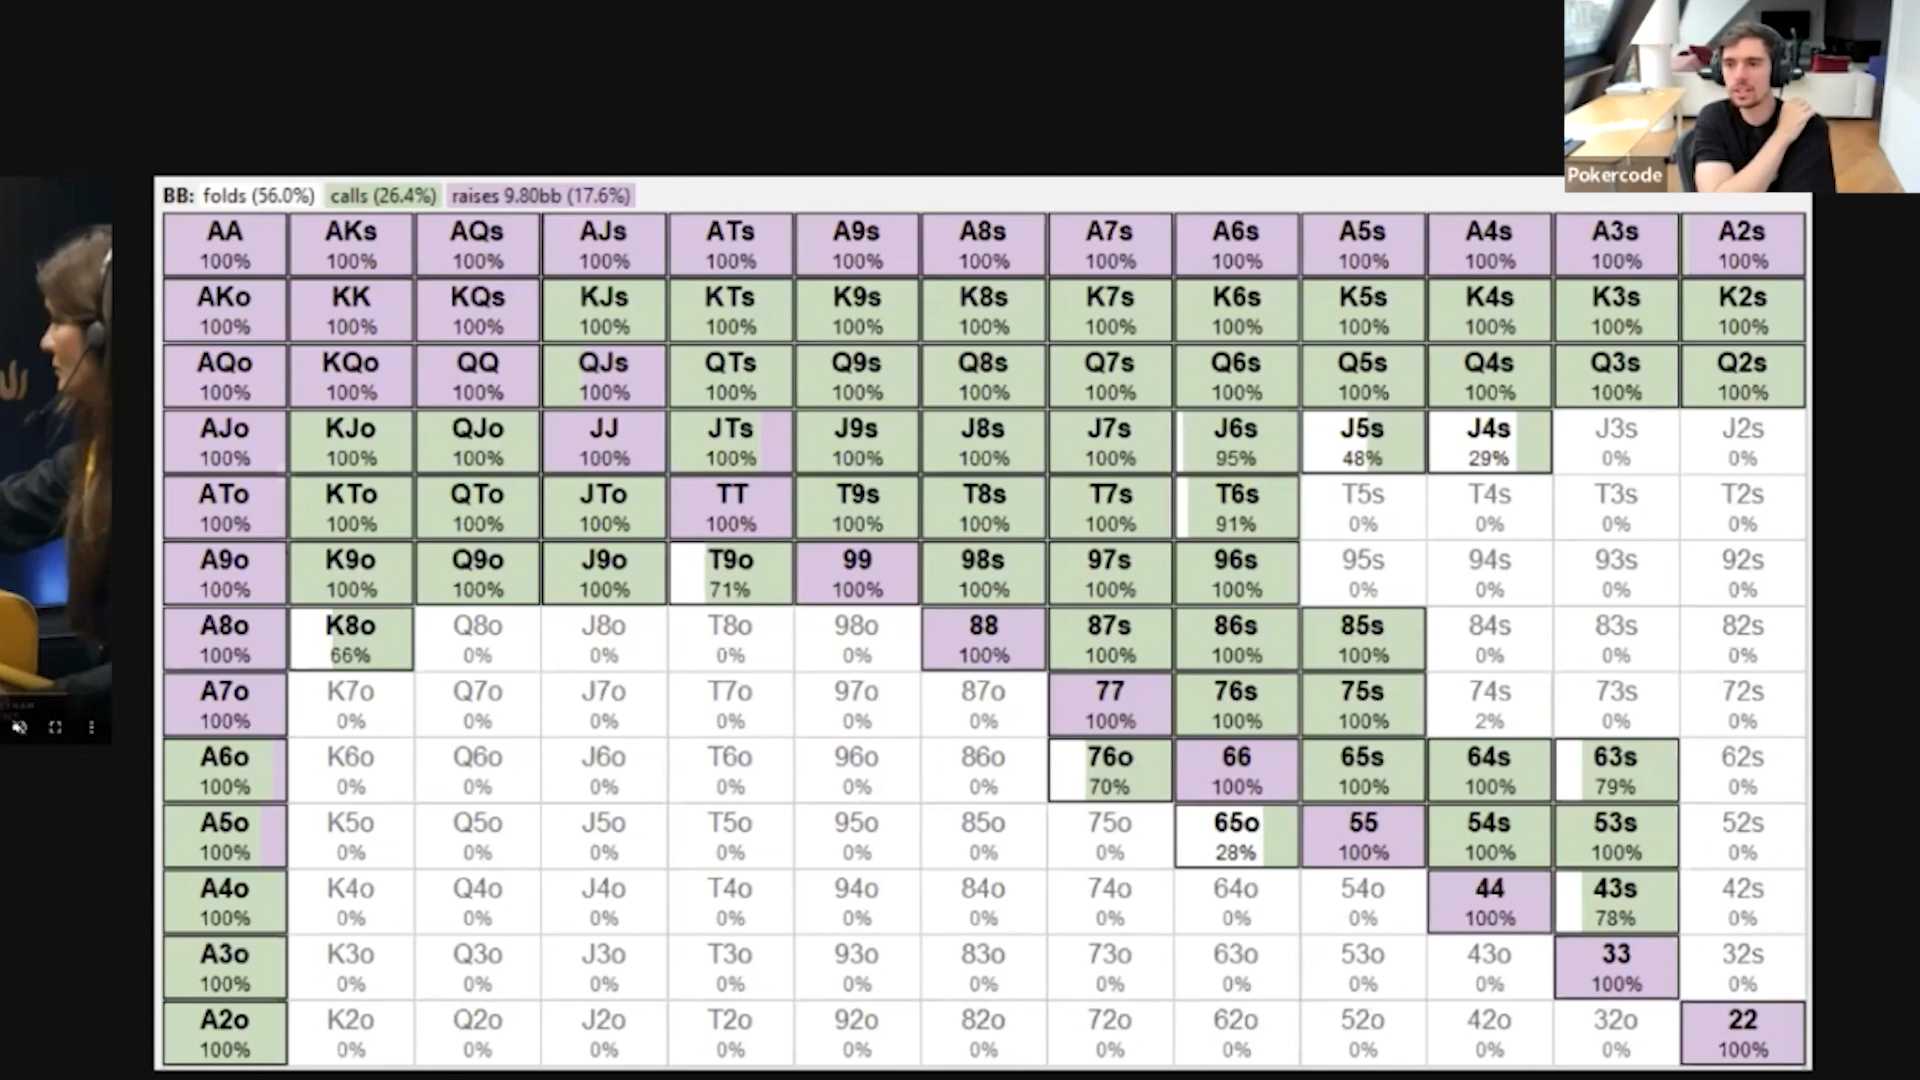 Pokercode
BB: folds (56.0%) calls (26.4%) raises 9.80bb (17.6%)
AA AKs AQs AJs ATs A9s A8s A7s A6s A5s A4s A3s A2s
100% 100% 100% 100% 100% 100% 100% 100% 100% 100% 100% 100% 100%
AKo KK KQs KJs KTs K9s K8s K7s K6s K5s K4s K3s K2s
100% 100% 100% 100% 100% 100% 100% 100% 100% 100% 100% 100% 100%
AQo KQo QQ QJs QTs Q9s Q8s Q7s Q6s Q5s Q4s Q3s Q2s
100% 100% 100% 100% 100% 100% 100% 100% 100% 100% 100% 100% 100%
AJo KJo QJo JJ JTs J9s J8s J7s J6s J5s J4s J3s J2s
100% 100% 100% 100% 100% 100% 100% 100% 95% 48% 29% 0% 0%
ATo KTo QTo JTo TT T9s T8s T7s T6s T5s T4s T3s T2s
100% 100% 100% 100% 100% 100% 100% 100% 91% 0% 0% 0% 0%
A9o K9o Q9o J9o T9o 99 98s 97s 96s 95s 94s 93s 92s
100% 100% 100% 100% 71% 100% 100% 100% 100% 0% 0% 0% 0%
A8o K8o Q8o J8o T8o 98o 88 87s 86s 85s 84s 83s 82s
100% 66% 0% 0% 0% 0% 100% 100% 100% 100% 0% 0% 0%
A7o K7o Q7o J7o T7o 97o 87o 77 76s 75s 74s 73s 72s
100% 0% 0% 0% 0% 0% 0% 100% 100% 100% 2% 0% 0%
A6o K6o Q6o J6o T6o 96o 86o 76o 66 65s 64s 63s 62s
100% 0% 0% 0% 0% 0% 0% 70% 100% 100% 100% 79% 0%
A5o K5o Q5o J5o T5o 95o 85o 75o 65o 55 54s 53s 52s
100% 0% 0% 0% 0% 0% 0% 0% 28% 100% 100% 100% 0%
A4o K4o Q4o J4o T4o 94o 84o 74o 64o 54o 44 43s 42s
100% 0% 0% 0% 0% 0% 0% 0% 0% 0% 100% 78% 0%
A3o K3o Q3o J3o T3o 93o 83o 73o 63o 53o 43o 33 32s
100% 0% 0% 0% 0% 0% 0% 0% 0% 0% 0% 100% 0%
A2o K2o Q2o J2o T2o 92o 82o 72o 62o 52o 42o 32o 22
100% 0% 0% 0% 0% 0% 0% 0% 0% 0% 0% 0% 100%